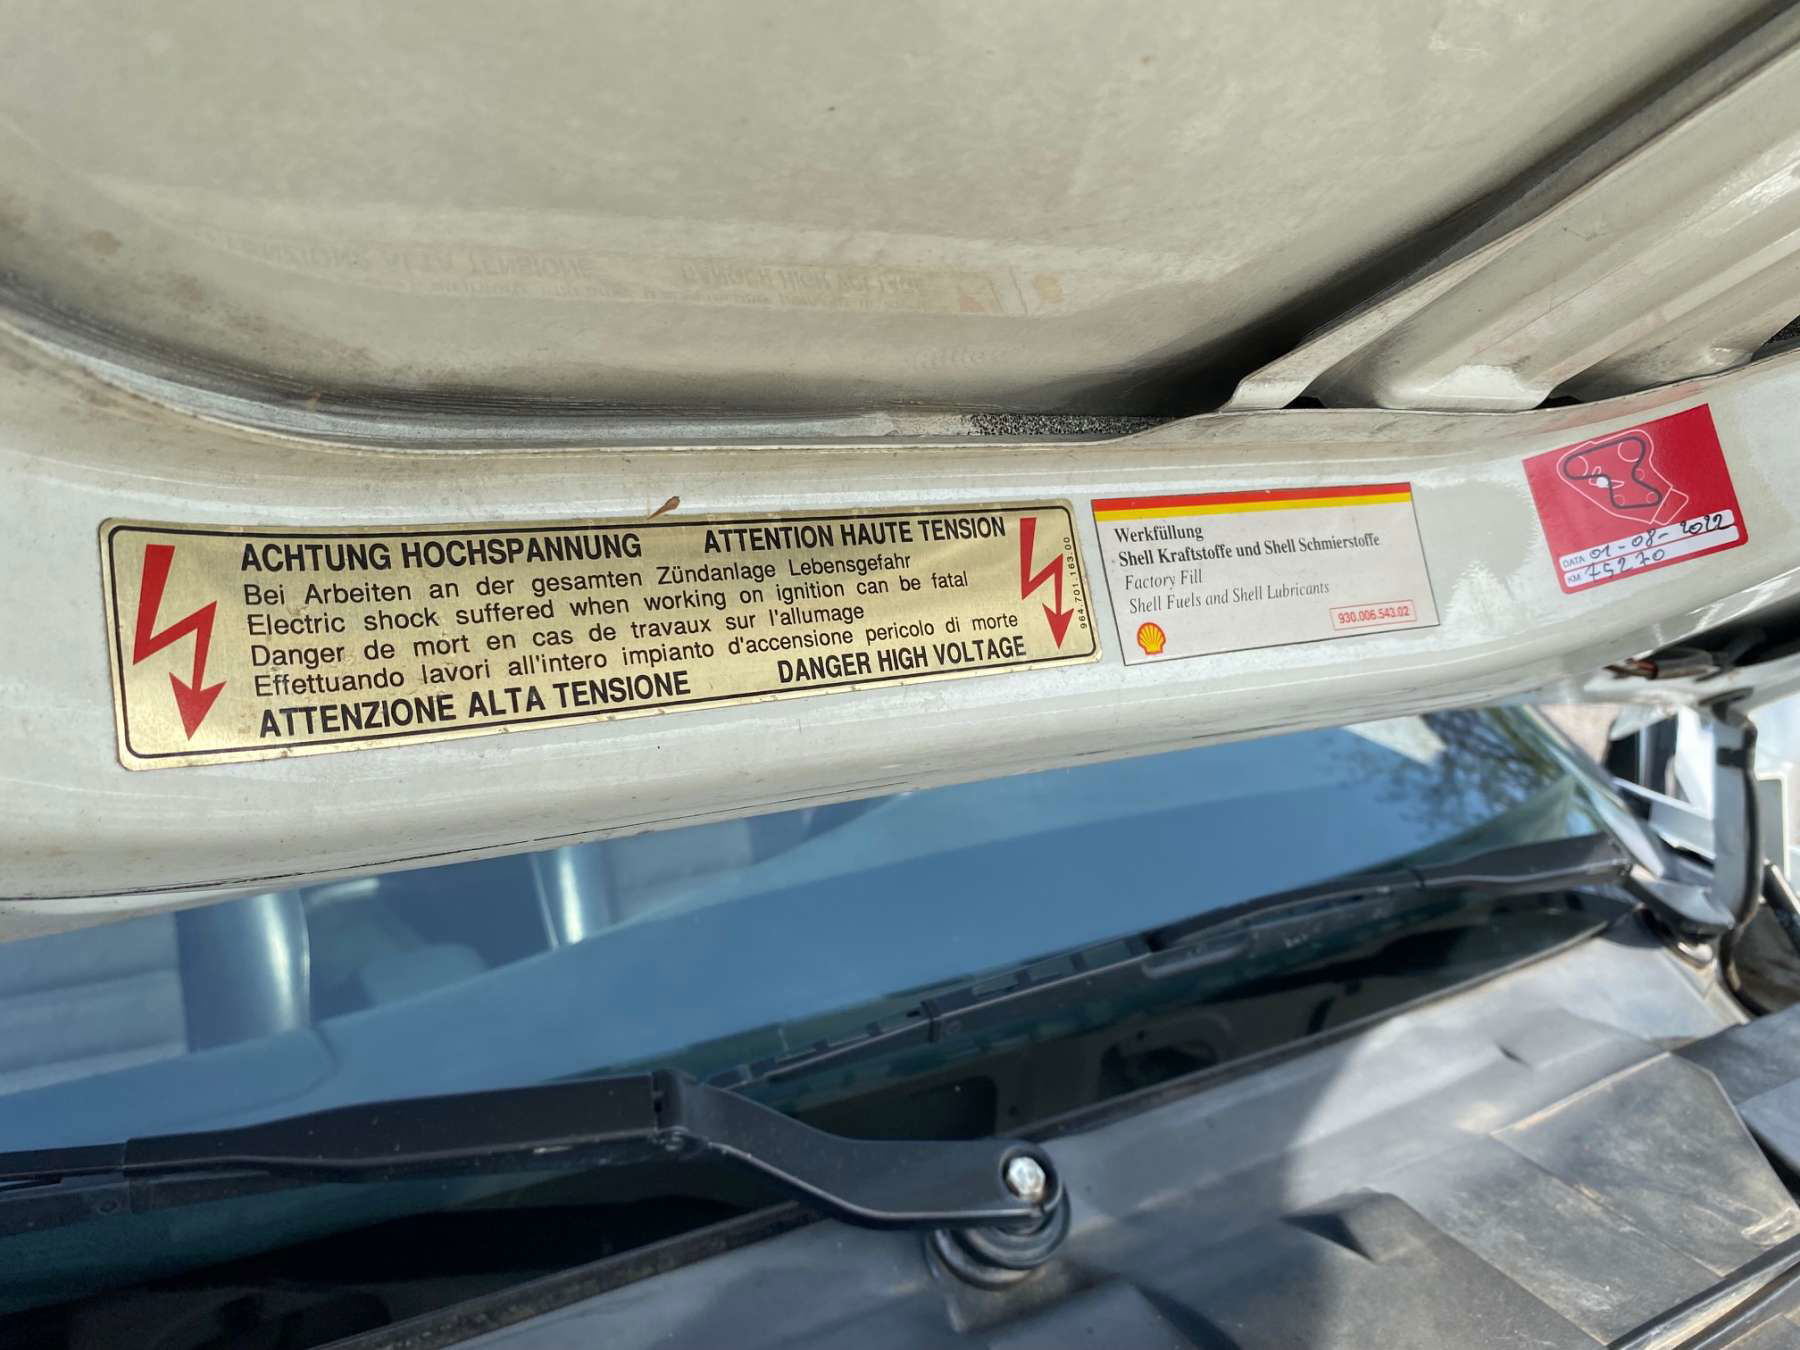 ACHTUNG HOCHSPANNUNG ATTENTION HAUTE TENSION
Bei Arbeiten an der gesamten Zündanlage Lebensgefahr
Electric shock suffered when working on ignition can be fatal
Danger de mort en cas de travaux sur l'allumage
Effettuando lavori all'intero impianto d'accensione pericolo di morte
ATTENZIONE ALTA TENSIONE DANGER HIGH VOLTAGE
964.701.163.00
Werkfüllung
Shell Kraftstoffe und Shell Schmierstoffe
Factory Fill
Shell Fuels and Shell Lubricants
930.006.543.02
DATA 01-08-2022
KM 75270